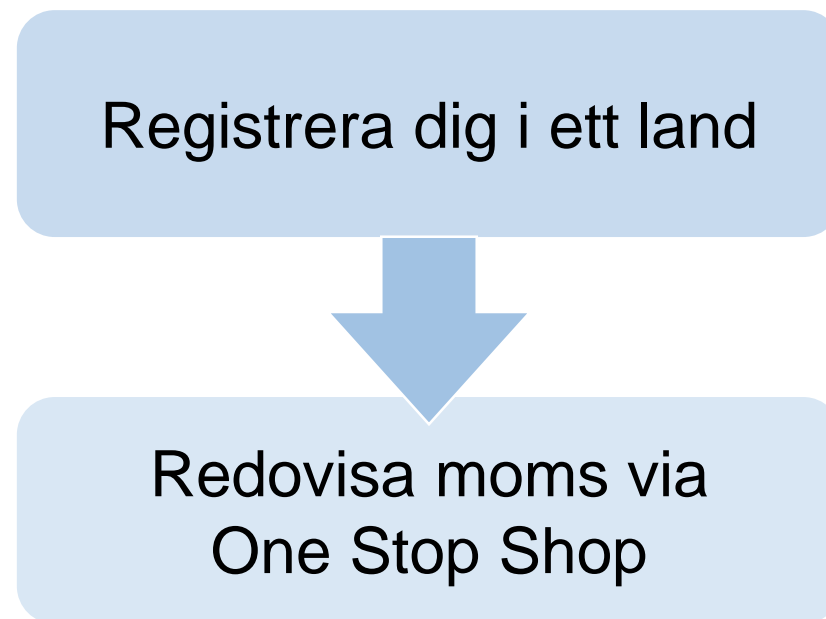 Registrera dig i ett land
Redovisa moms via
One Stop Shop